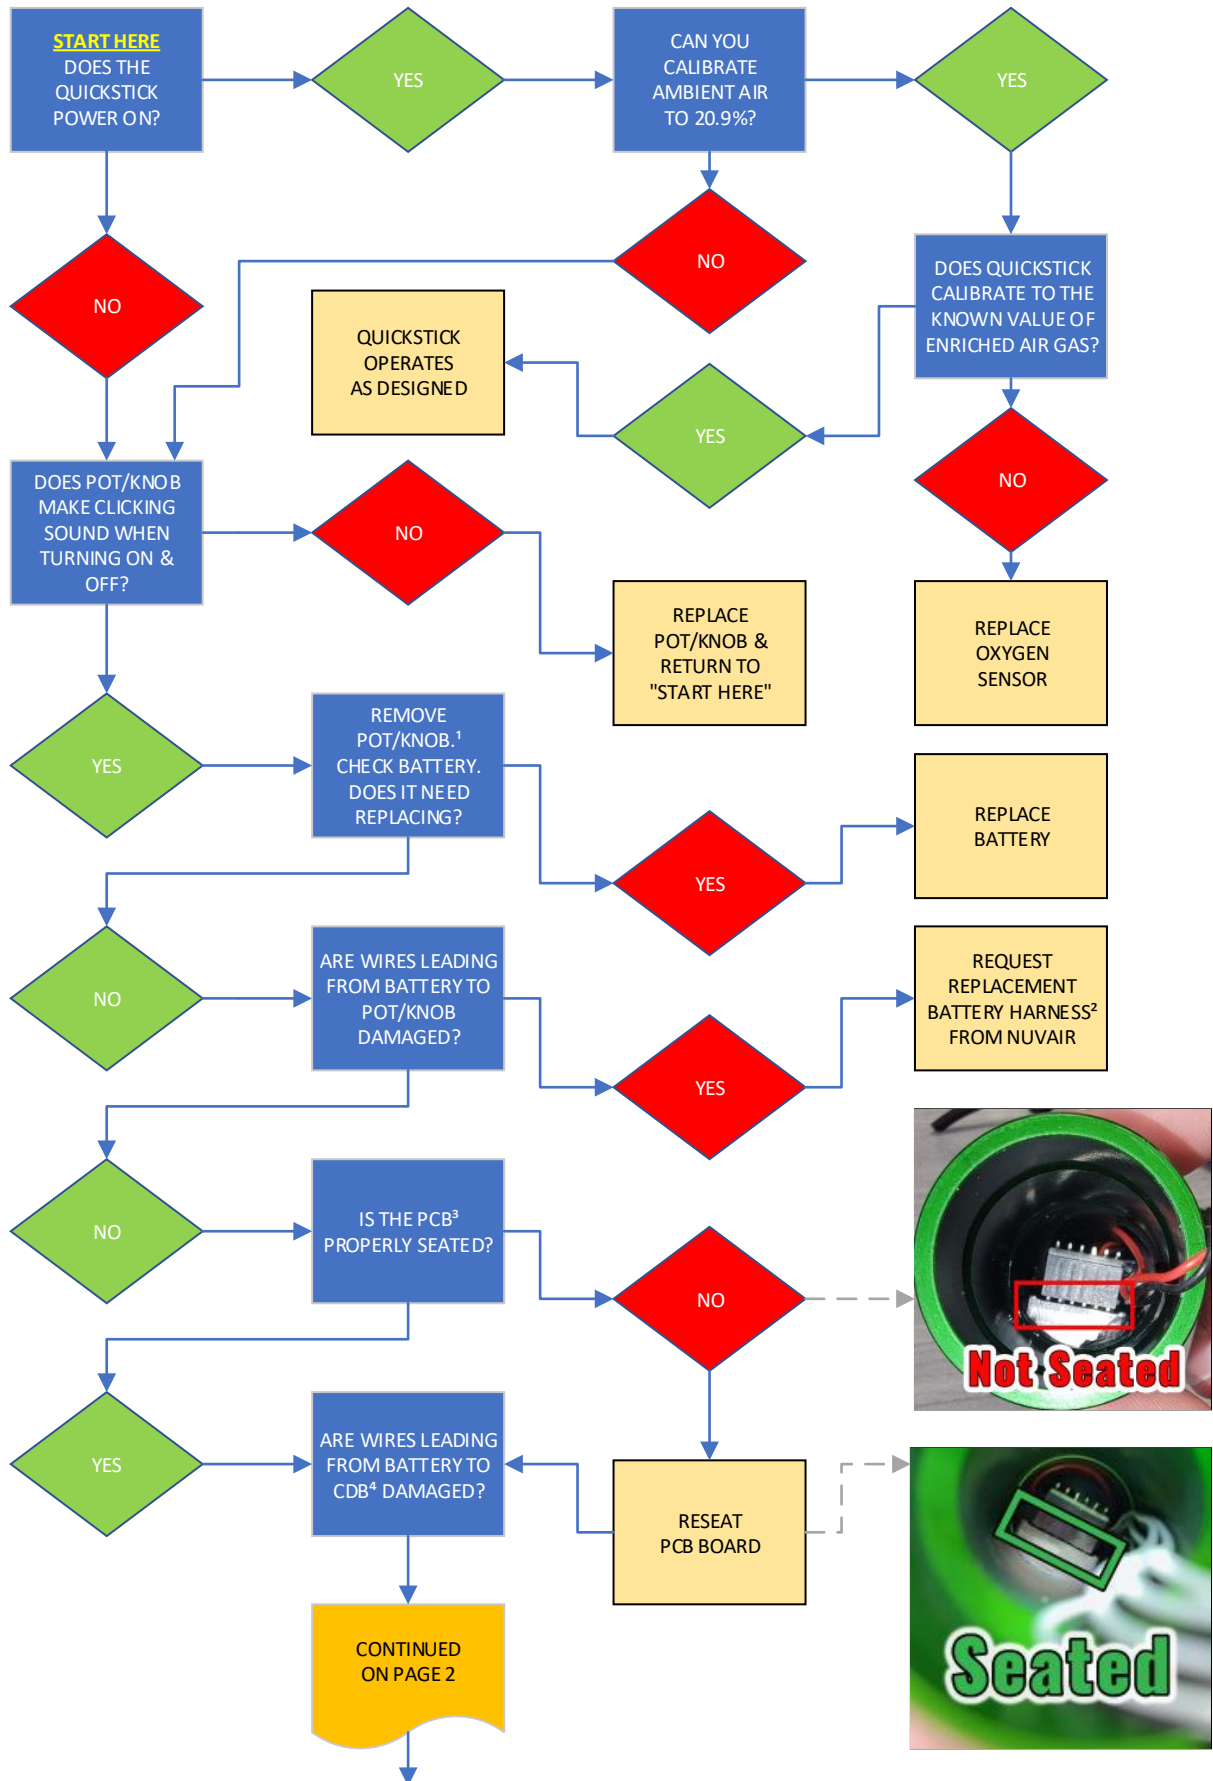 START HERE
DOES THE
QUICKSTICK
POWER ON?
YES
CAN YOU
CALIBRATE
AMBIENT AIR
TO 20.9%?
YES
NO
NO
DOES QUICKSTICK
CALIBRATE TO THE
KNOWN VALUE OF
ENRICHED AIR GAS?
QUICKSTICK
OPERATES
AS DESIGNED
YES
NO
DOES POT/KNOB
MAKE CLICKING
SOUND WHEN
TURNING ON &
OFF?
NO
REPLACE
POT/KNOB &
RETURN TO
"START HERE"
REPLACE
OXYGEN
SENSOR
YES
REMOVE
POT/KNOB.¹
CHECK BATTERY.
DOES IT NEED
REPLACING?
YES
REPLACE
BATTERY
NO
ARE WIRES LEADING
FROM BATTERY TO
POT/KNOB
DAMAGED?
YES
REQUEST
REPLACEMENT
BATTERY HARNESS²
FROM NUVAIR
NO
IS THE PCB³
PROPERLY SEATED?
NO
Not Seated
YES
ARE WIRES LEADING
FROM BATTERY TO
CDB⁴ DAMAGED?
RESEAT
PCB BOARD
Seated
CONTINUED
ON PAGE 2